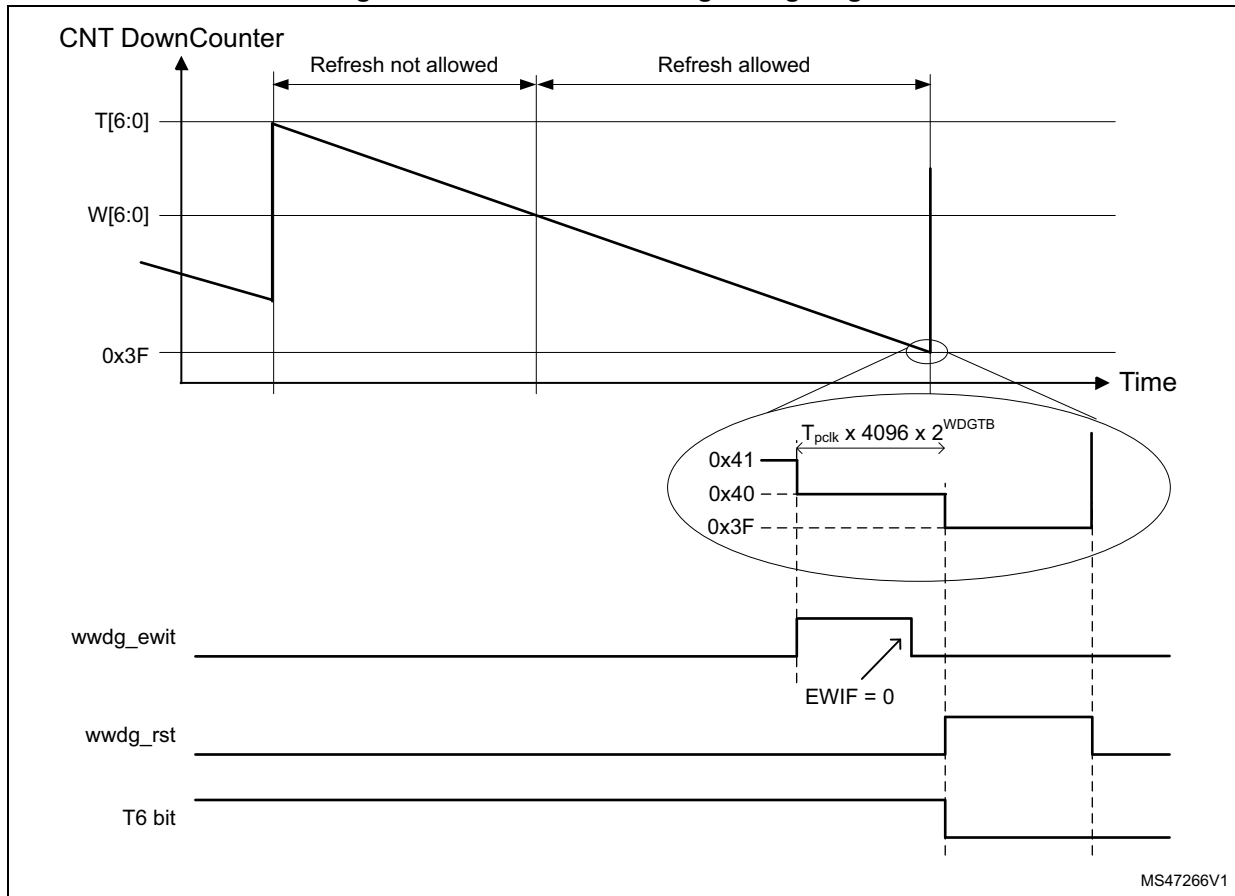 CNT DownCounter
Refresh not allowed
Refresh allowed
T[6:0]
W[6:0]
0x3F
Time
Tpclk x 4096 x 2WDGTB
0x41
0x40
0x3F
wwdg_ewit
EWIF = 0
wwdg_rst
T6 bit
MS47266V1